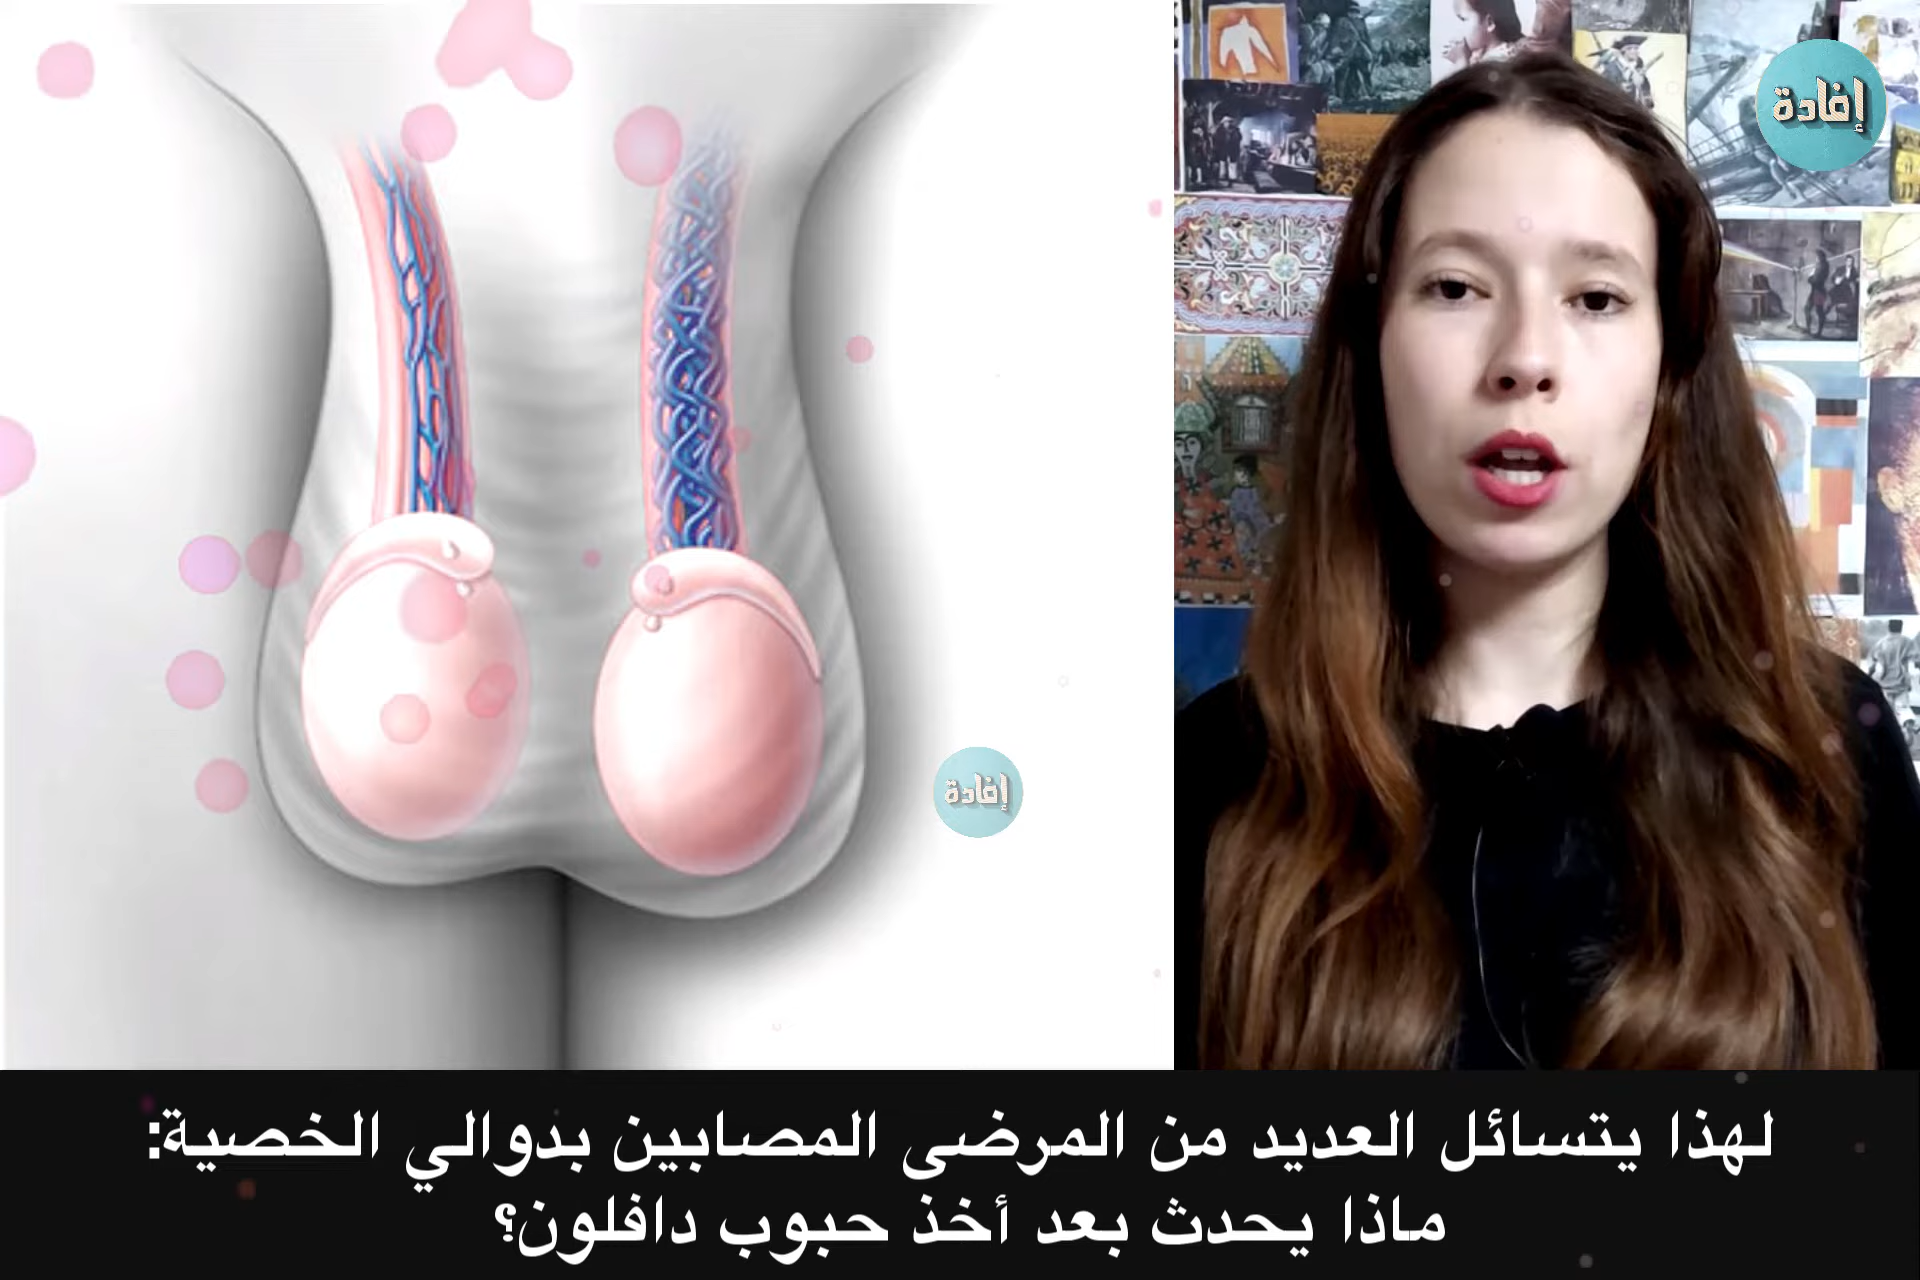 إفادة
إفادة
لهذا يتسائل العديد من المرضى المصابين بدوالي الخصية:
ماذا يحدث بعد أخذ حبوب دافلون؟